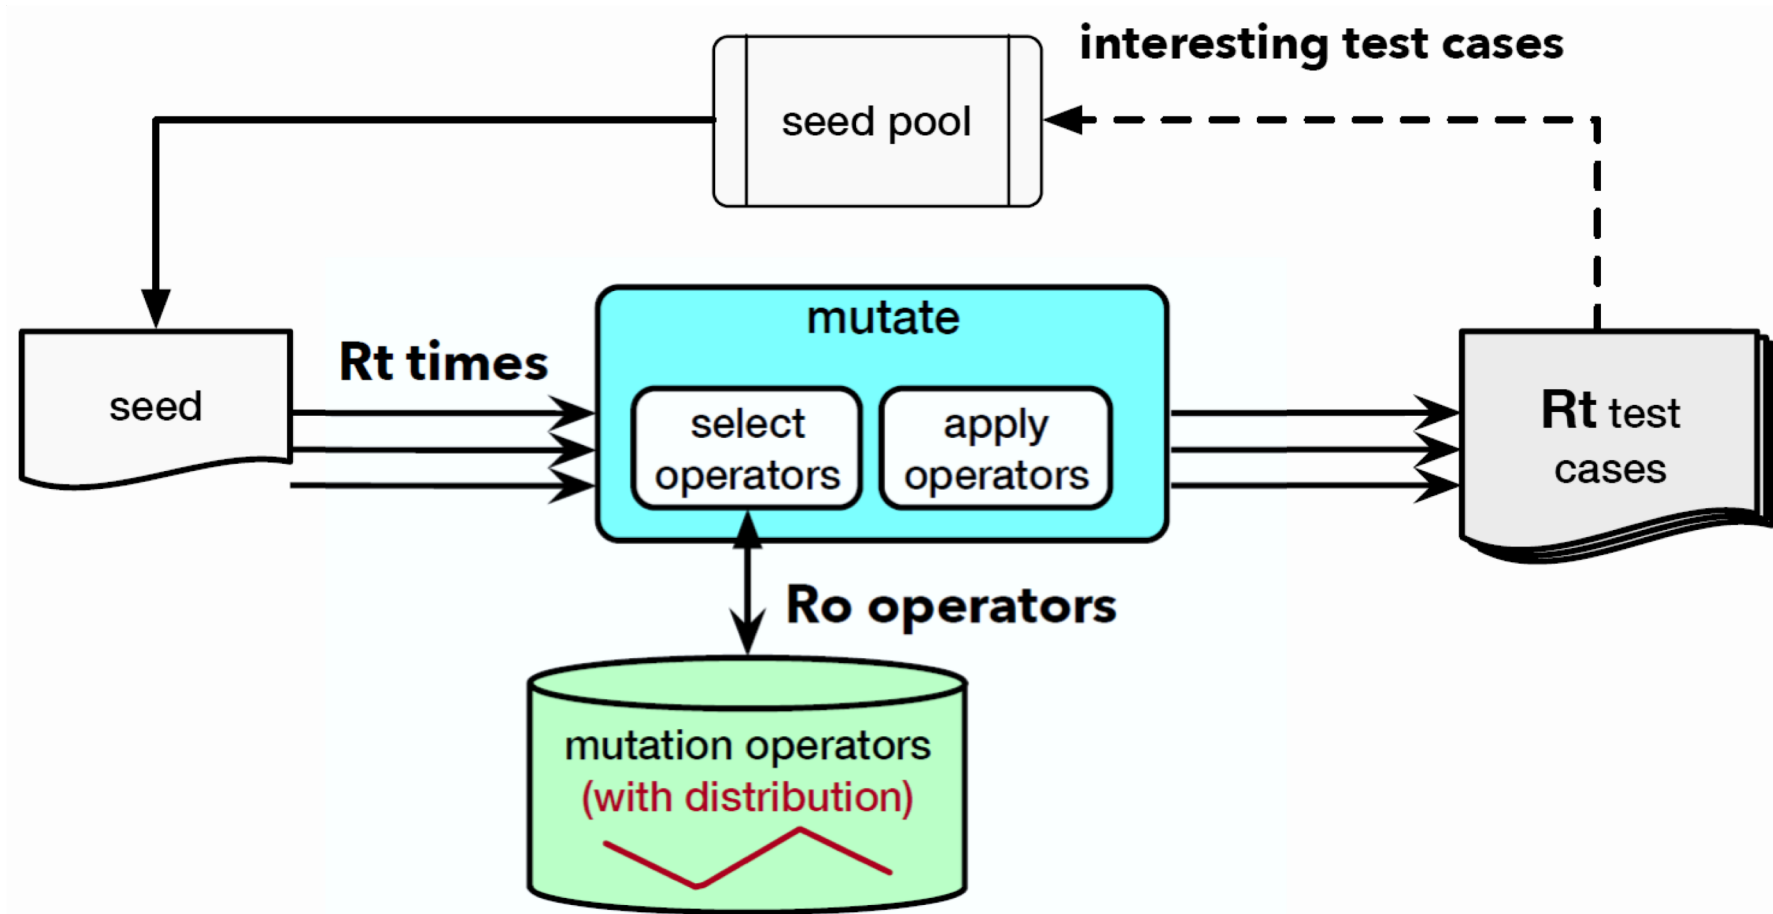 interesting test cases
seed pool
mutate
Rt times
seed
select
operators
apply
operators
Rt test
cases
Ro operators
mutation operators
(with distribution)